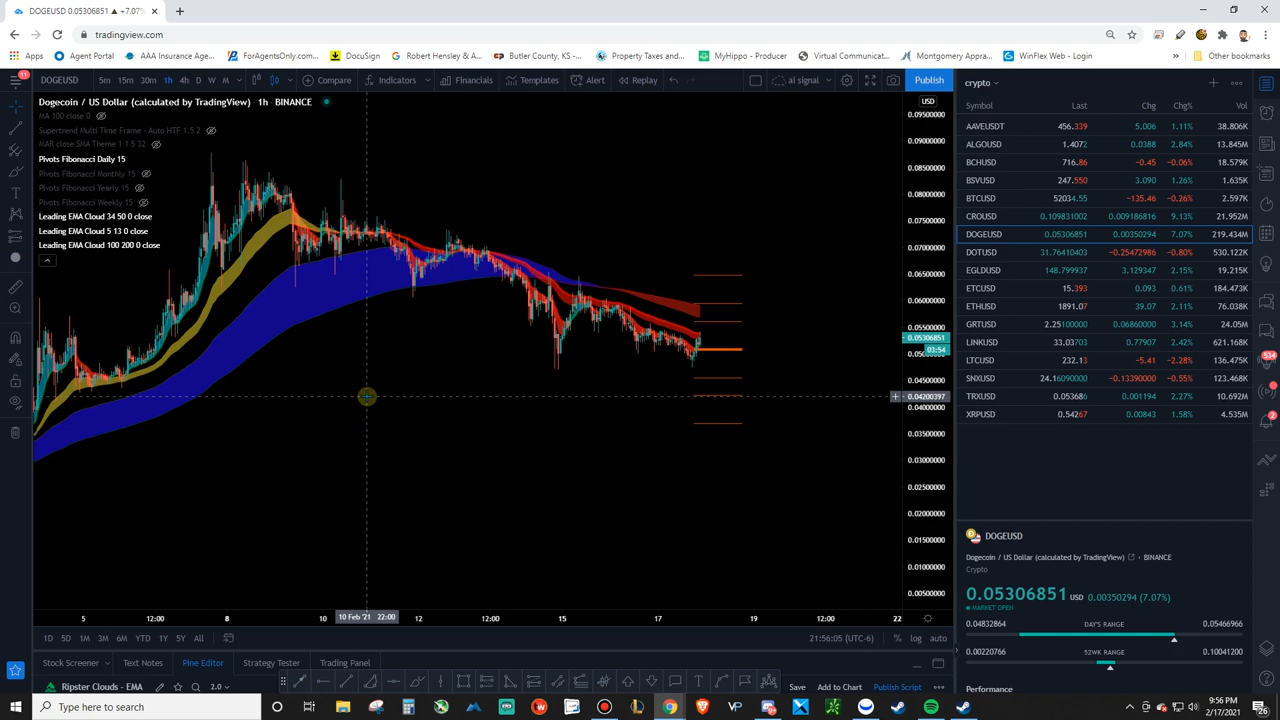 DOGEUSD 0.05306851 ▲ +7.07%
tradingview.com
Apps Agent Portal AAA Insurance Age... ForAgentsOnly.com... DocuSign Robert Hensley & Ass... Butler County, KS -... Property Taxes and... MyHippo - Producer Virtual Communicat... Montgomery Apprai... WinFlex Web - Login » Other bookmarks
11 DOGEUSD 5m 15m 30m 1h 4h D W M Compare Indicators Financials Templates Alert Replay ai signal Publish
crypto
Dogecoin / US Dollar (calculated by TradingView) · 1h · BINANCE
MA 100 close 0
Supertrend Multi Time Frame - Auto HTF 1.5 2
MAR close SMA Theme 1 1 5 32
Pivots Fibonacci Daily 15
Pivots Fibonacci Monthly 15
Pivots Fibonacci Yearly 15
Pivots Fibonacci Weekly 15
Leading EMA Cloud 34 50 0 close
Leading EMA Cloud 5 13 0 close
Leading EMA Cloud 100 200 0 close
USD
0.09500000
0.09000000
0.08500000
0.08000000
0.07500000
0.07000000
0.06500000
0.06000000
0.05500000
0.05306851
03:54
0.04500000
0.04200397
0.04000000
0.03500000
0.03000000
0.02500000
0.02000000
0.01500000
0.01000000
0.00500000
5 12:00 8 10 10 Feb '21 22:00 12 12:00 15 17 19 12:00 22
1D 5D 1M 3M 6M YTD 1Y 5Y All 21:56:05 (UTC-6) % log auto
Stock Screener Text Notes Pine Editor Strategy Tester Trading Panel
Ripster Clouds - EMA 2.0 Save Add to Chart Publish Script
Symbol Last Chg Chg% Vol
AAVEUSDT 456.339 5.006 1.11% 38.806K
ALGOUSD 1.4072 0.0388 2.84% 13.845M
BCHUSD 716.86 −0.45 −0.06% 18.579K
BSVUSD 247.550 3.090 1.26% 1.635K
BTCUSD 52034.55 −135.46 −0.26% 2.597K
CROUSD 0.109831002 0.009186816 9.13% 21.952M
DOGEUSD 0.05306851 0.00350294 7.07% 219.434M
DOTUSD 31.76410403 −0.25472986 −0.80% 530.122K
EGLDUSD 148.799937 3.129347 2.15% 19.215K
ETCUSD 15.393 0.093 0.61% 184.473K
ETHUSD 1891.07 39.07 2.11% 76.038K
GRTUSD 2.25100000 0.06860000 3.14% 24.05M
LINKUSD 33.03703 0.77907 2.42% 621.168K
LTCUSD 232.13 −5.41 −2.28% 136.475K
SNXUSD 24.16090000 −0.13390000 −0.55% 123.468K
TRXUSD 0.053686 0.001194 2.27% 10.692M
XRPUSD 0.54267 0.00843 1.58% 4.535M
534
2
DOGEUSD
Dogecoin / US Dollar (calculated by TradingView) • BINANCE
Crypto
0.05306851 USD 0.00350294 (7.07%)
MARKET OPEN
0.04832864 DAY'S RANGE 0.05466966
0.00220766 52WK RANGE 0.10041200
Performance
Type here to search
9:56 PM
2/17/2021
26